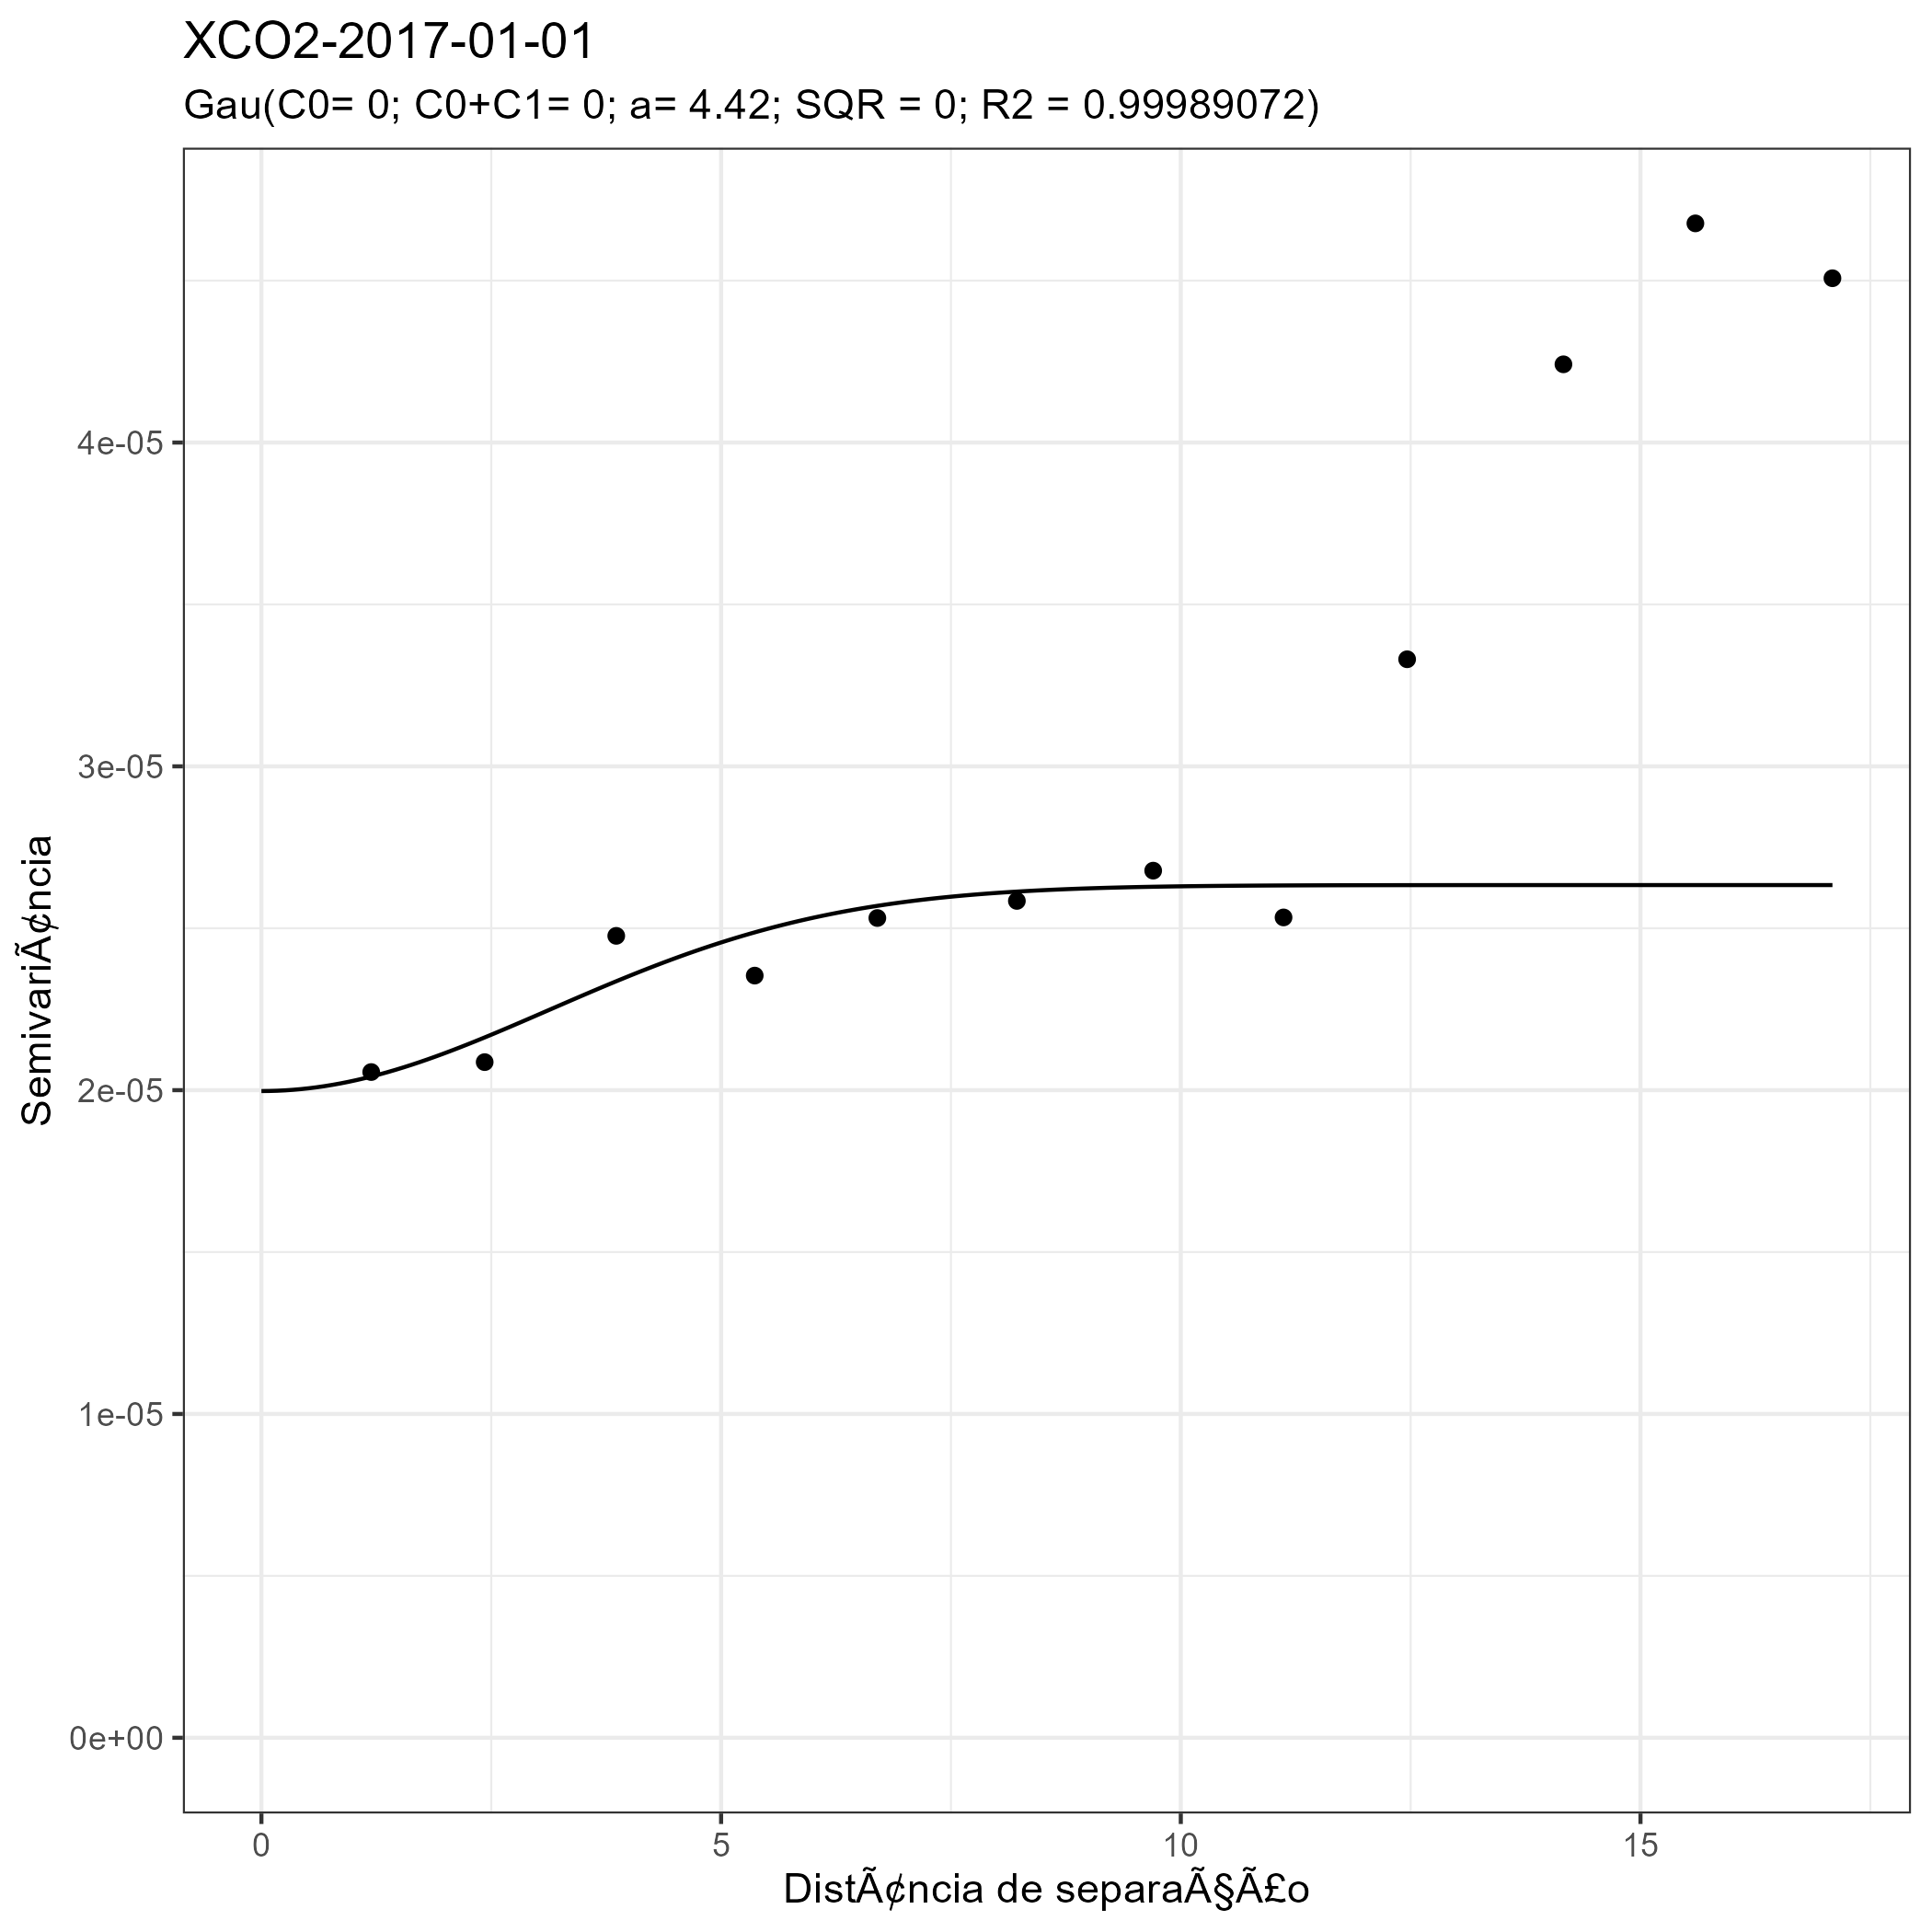 XCO2-2017-01-01
Gau(C0= 0; C0+C1= 0; a= 4.42; SQR = 0; R2 = 0.99989072)
SemivariÃ¢ncia
4e-05
3e-05
2e-05
1e-05
0e+00
0 5 10 15
DistÃ¢ncia de separaÃ§Ã£o